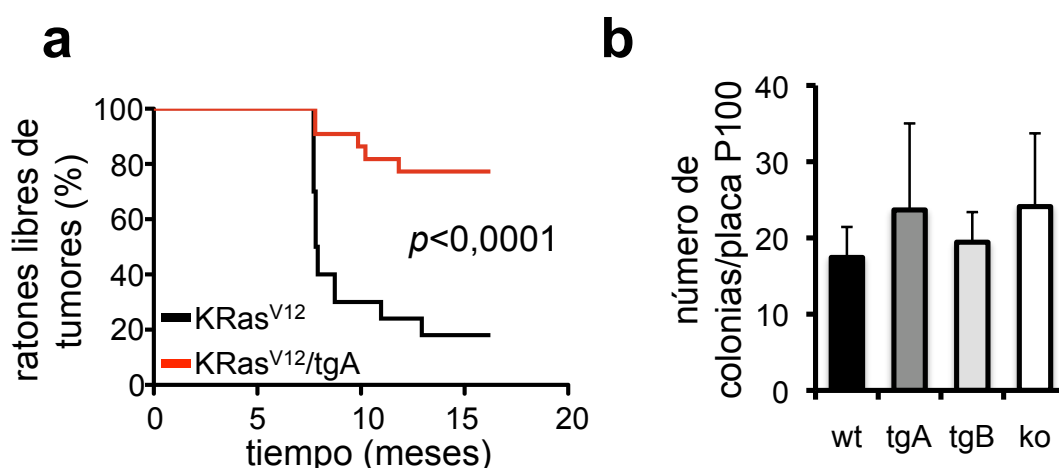 a
ratones libres de
tumores (%)
100
80
60
40
20
0
p<0,0001
KRasV12
KRasV12/tgA
0 5 10 15 20
tiempo (meses)
b
número de
colonias/placa P100
40
30
20
10
0
wt tgA tgB ko